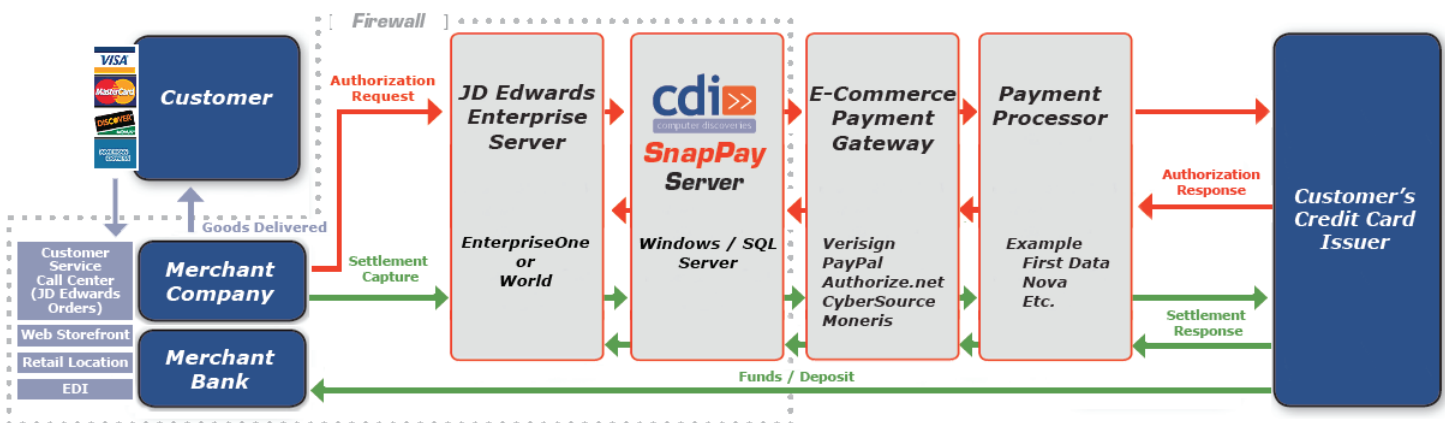 [ Firewall ]
VISA
MasterCard
DISCOVER
AMERICAN
EXPRESS
Customer
Authorization
Request
JD Edwards
Enterprise
Server
cdi>>
computer discoveries
SnapPay
Server
E-Commerce
Payment
Gateway
Payment
Processor
Authorization
Response
Customer's
Credit Card
Issuer
Goods Delivered
Customer
Service
Call Center
(JD Edwards
Orders)
Merchant
Company
Settlement
Capture
EnterpriseOne
or
World
Windows / SQL
Server
Verisign
PayPal
Authorize.net
CyberSource
Moneris
Example
First Data
Nova
Etc.
Settlement
Response
Web Storefront
Retail Location
EDI
Merchant
Bank
Funds / Deposit